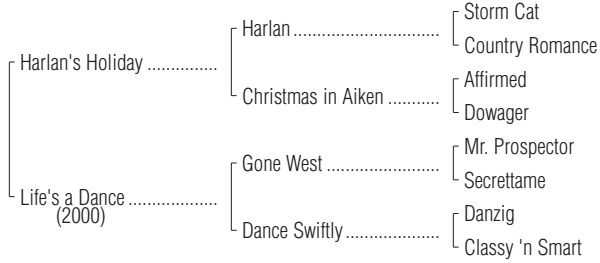 Storm Cat
Harlan ..................................
Country Romance
Harlan's Holiday ................
Affirmed
Christmas in Aiken ............
Dowager
Mr. Prospector
Gone West ..........................
Secrettame
Life's a Dance .....................
(2000)
Danzig
Dance Swiftly ......................
Classy 'n Smart